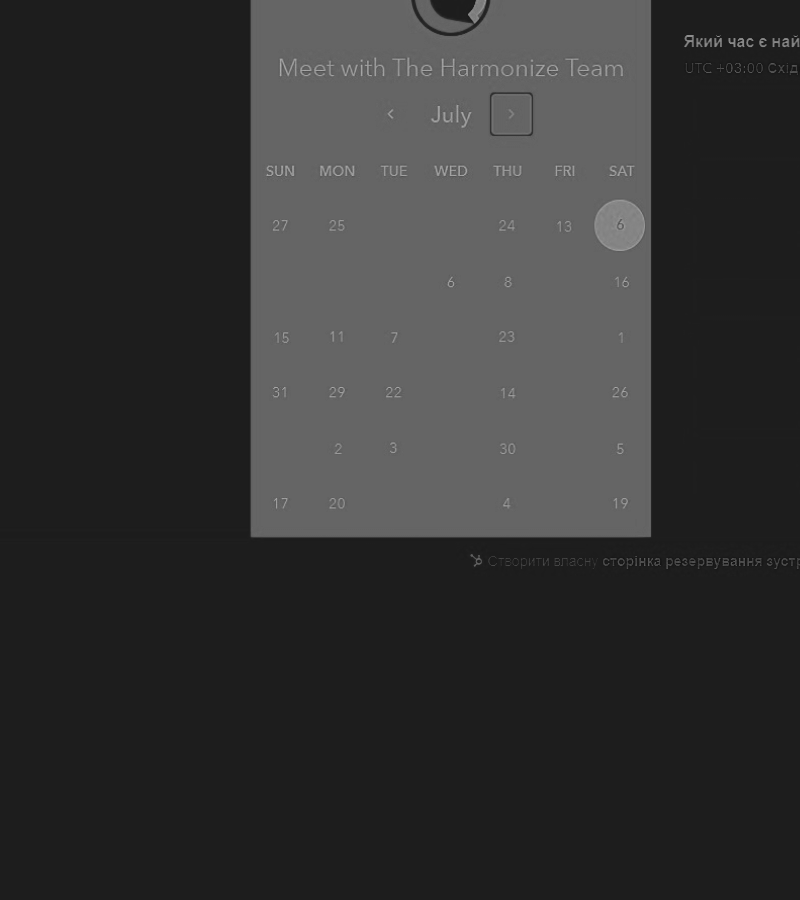 Який час є най
Meet with The Harmonize Team
UTC +03:00 Схід
July
SUN MON TUE WED THU FRI SAT
27 25 24 13 6
6 8 16
15 11 7 23 1
31 29 22 14 26
2 3 30 5
17 20 4 19
Створити власну сторінка резервування зустр